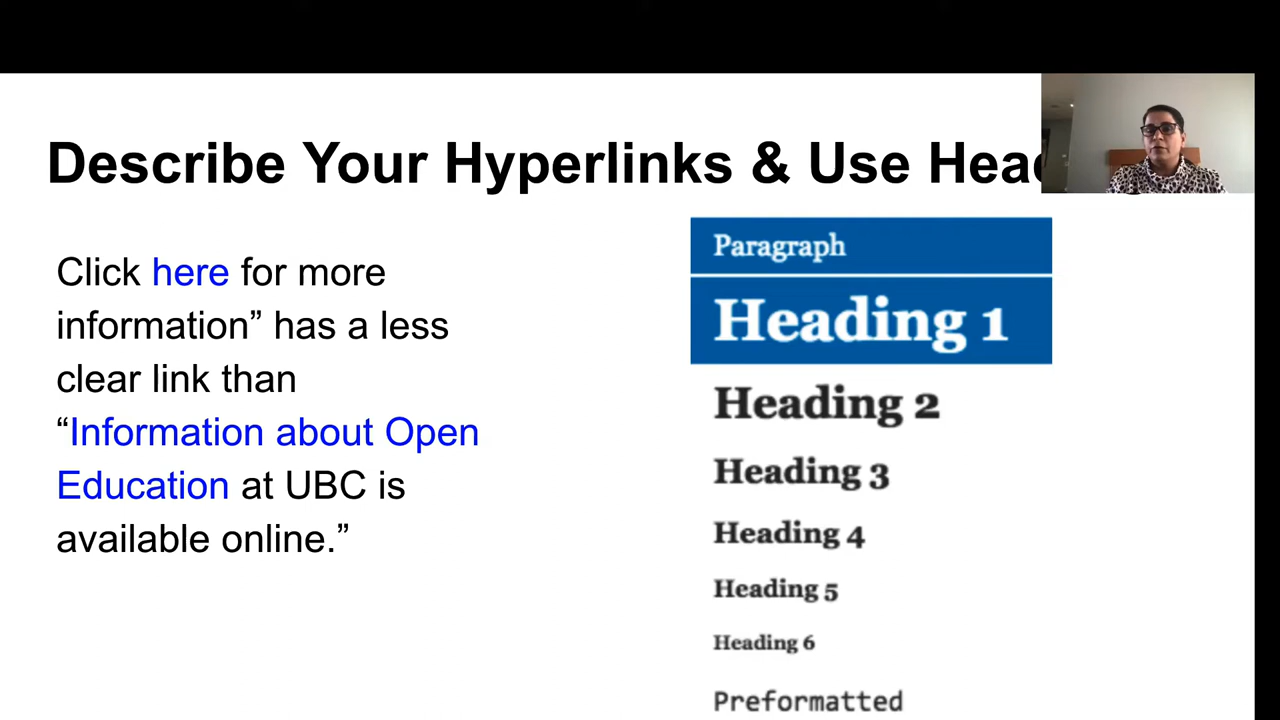 Describe Your Hyperlinks & Use Head
Click here for more
information” has a less
clear link than
“Information about Open
Education at UBC is
available online.”
Paragraph
Heading 1
Heading 2
Heading 3
Heading 4
Heading 5
Heading 6
Preformatted